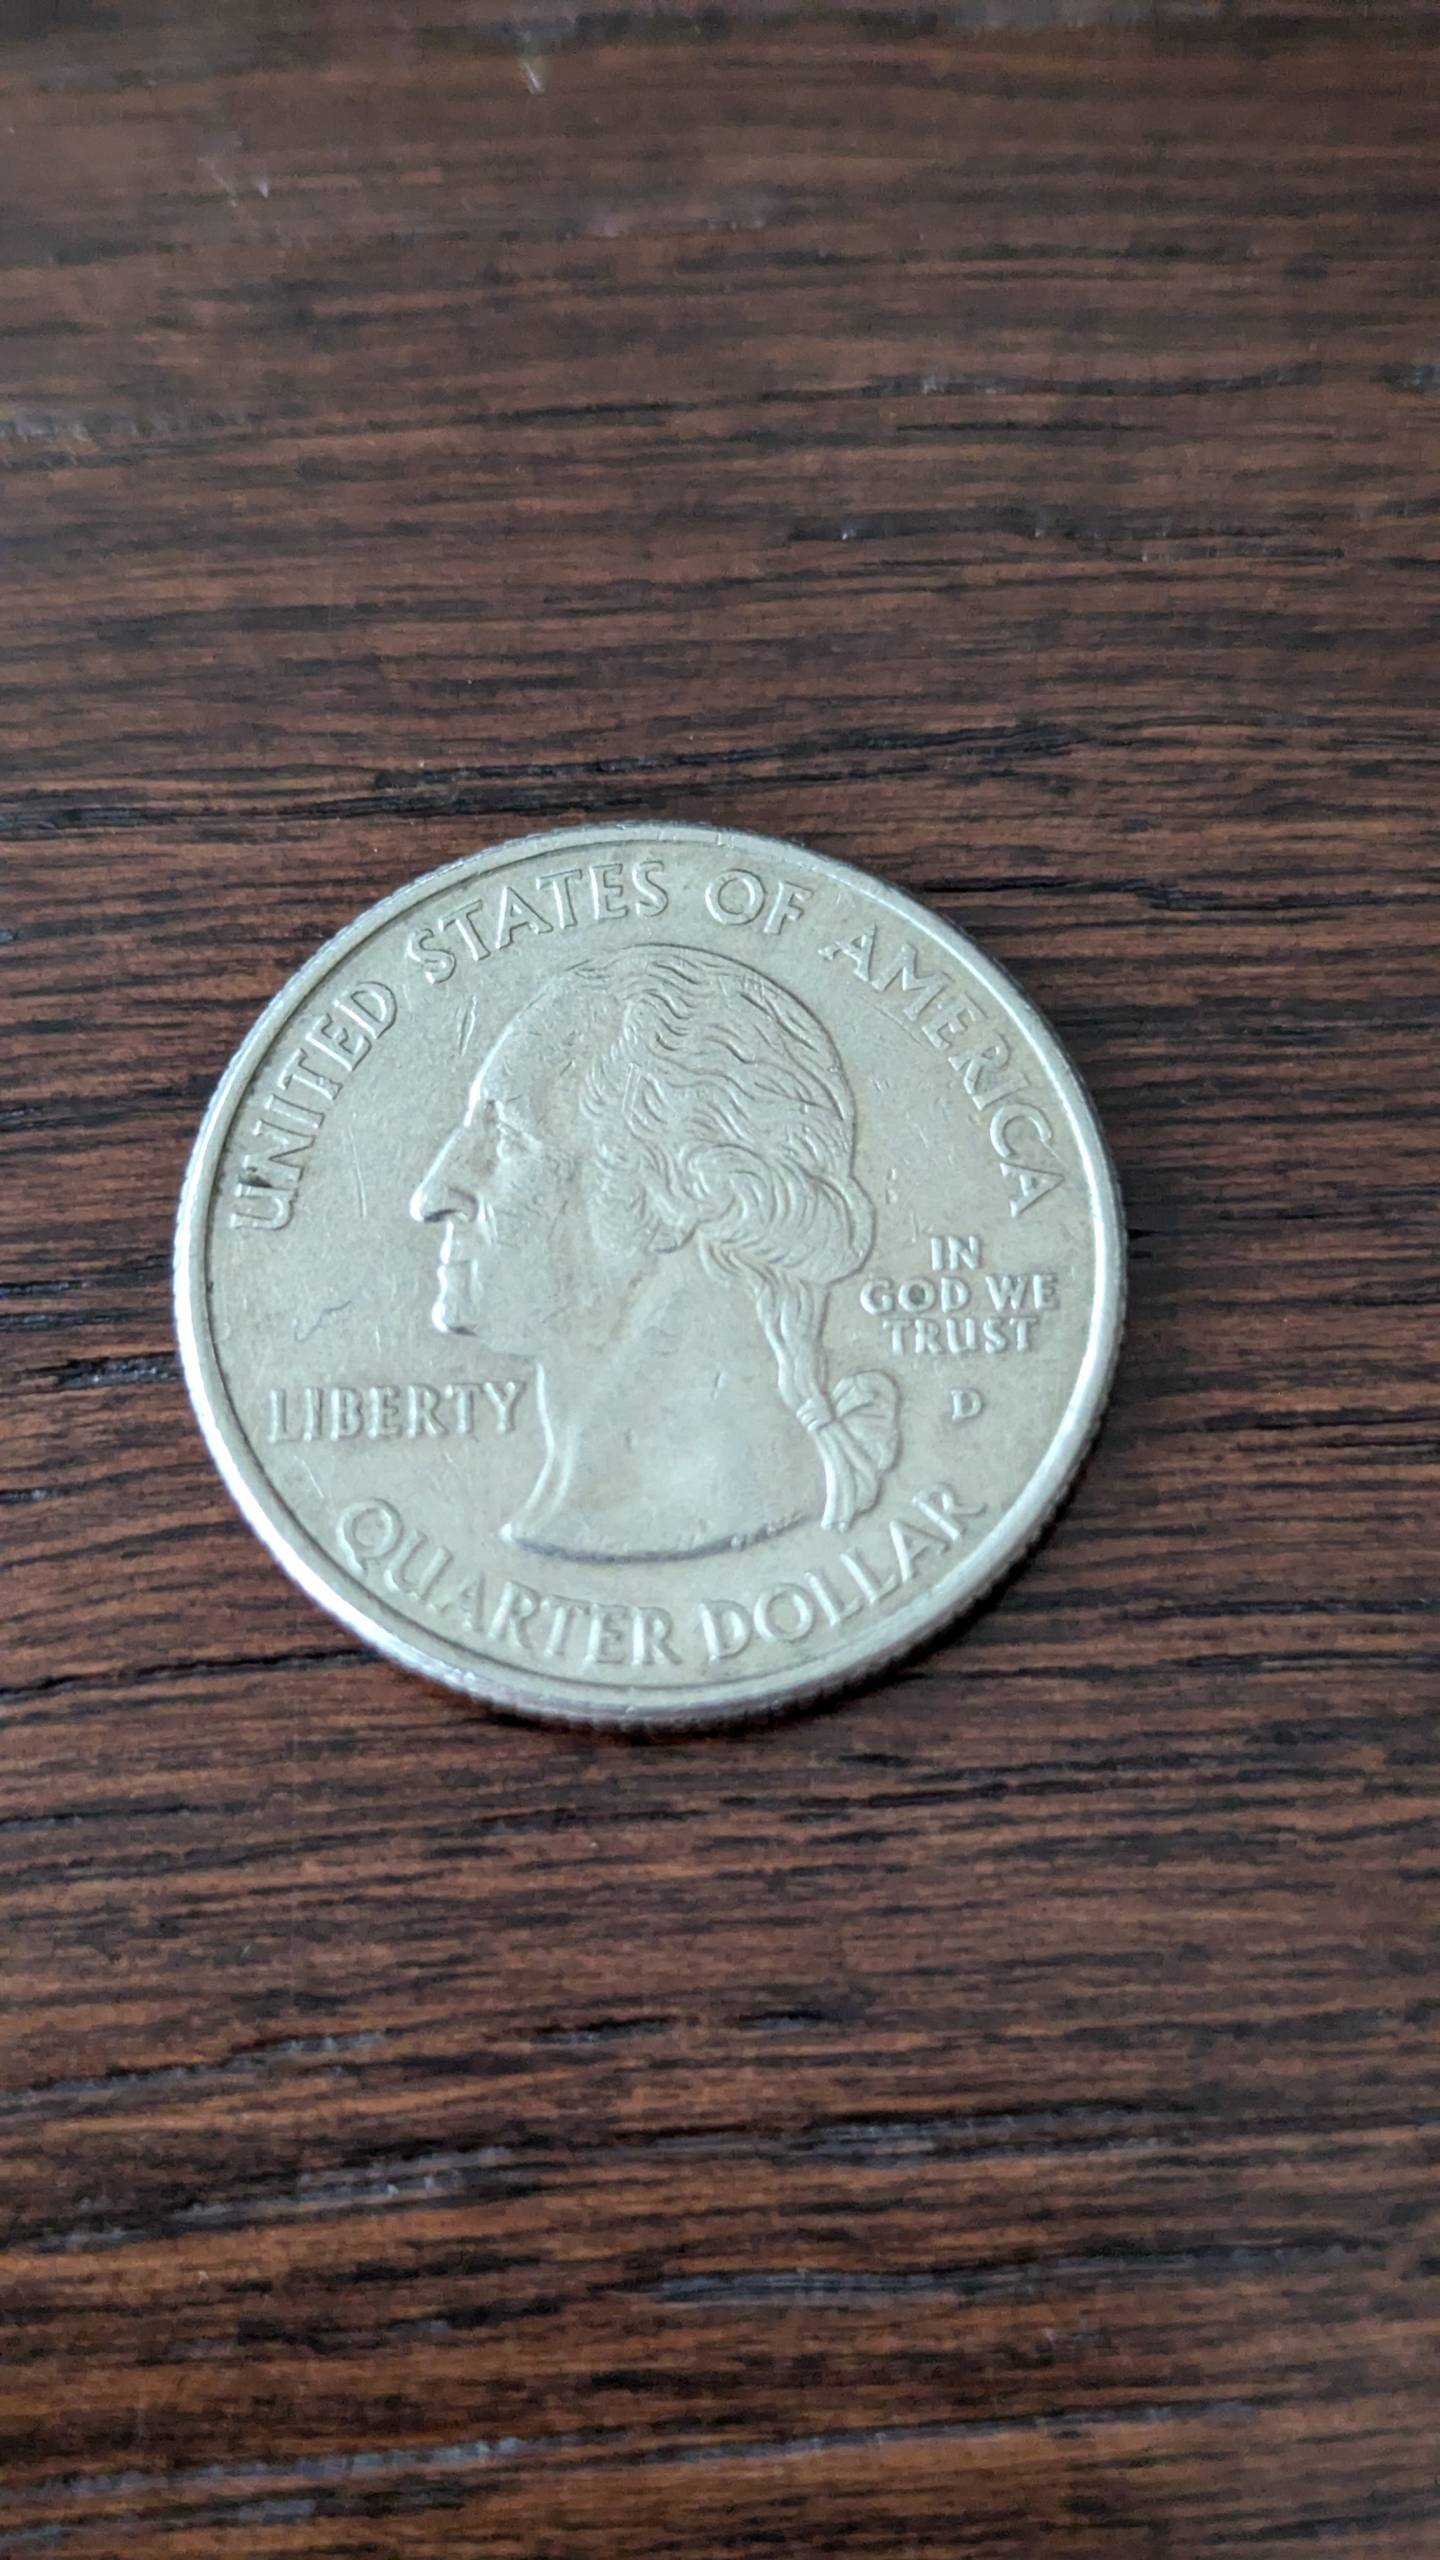 UNITED STATES OF AMERICA
IN
GOD WE
TRUST
LIBERTY
D
QUARTER DOLLAR